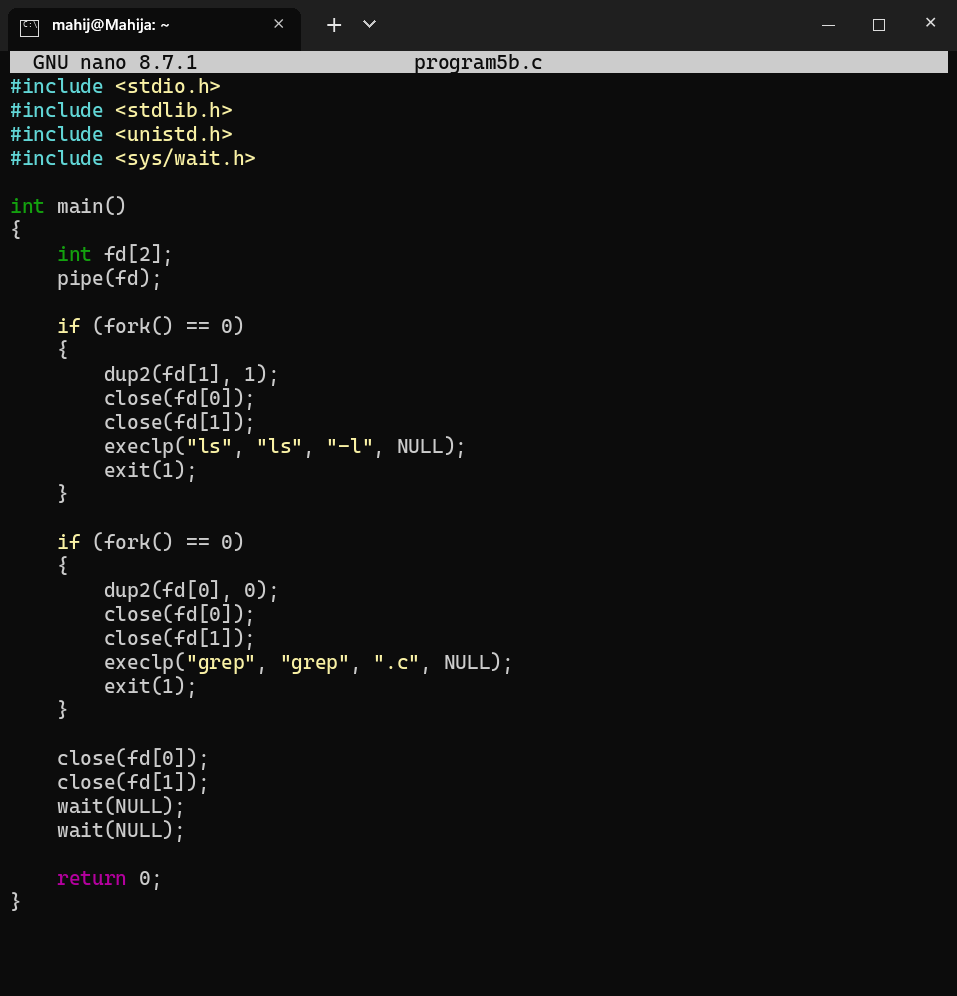 mahij@Mahija: ~
GNU nano 8.7.1 program5b.c
#include <stdio.h>
#include <stdlib.h>
#include <unistd.h>
#include <sys/wait.h>

int main()
{
    int fd[2];
    pipe(fd);

    if (fork() == 0)
    {
        dup2(fd[1], 1);
        close(fd[0]);
        close(fd[1]);
        execlp("ls", "ls", "-l", NULL);
        exit(1);
    }

    if (fork() == 0)
    {
        dup2(fd[0], 0);
        close(fd[0]);
        close(fd[1]);
        execlp("grep", "grep", ".c", NULL);
        exit(1);
    }

    close(fd[0]);
    close(fd[1]);
    wait(NULL);
    wait(NULL);

    return 0;
}